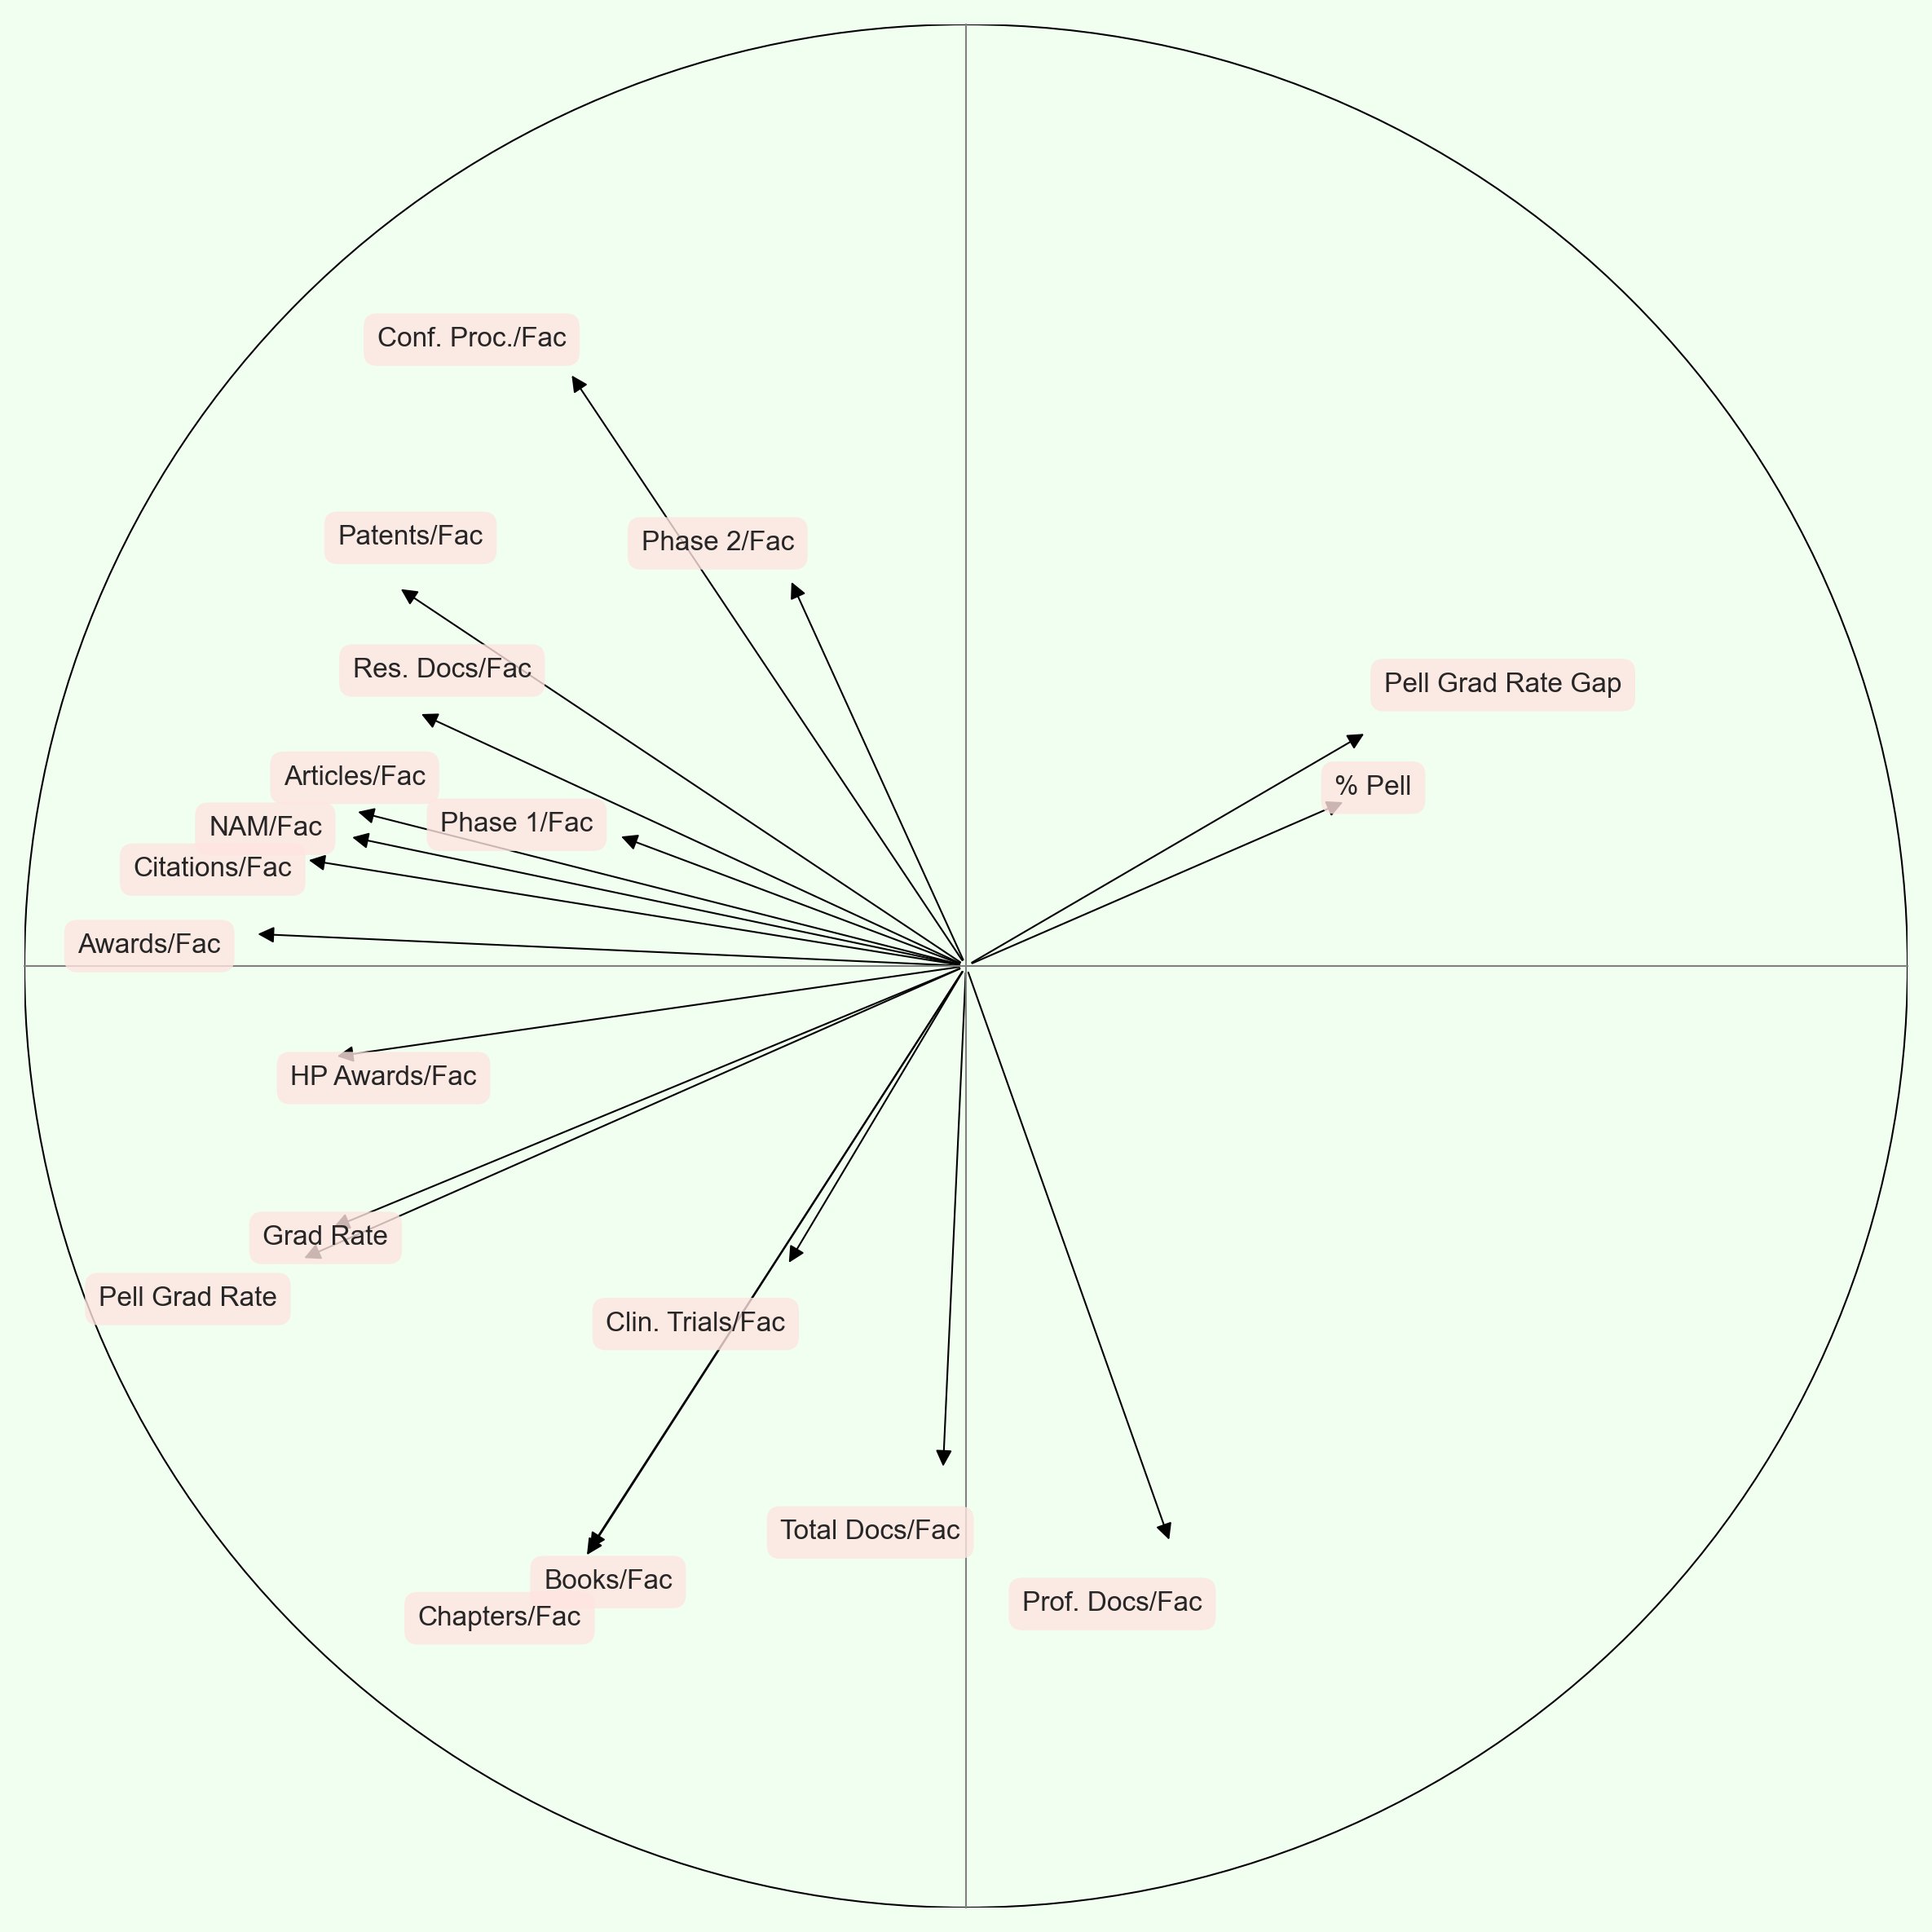 Conf. Proc./Fac
Patents/Fac
Phase 2/Fac
Res. Docs/Fac
Pell Grad Rate Gap
Articles/Fac
% Pell
NAM/Fac
Phase 1/Fac
Citations/Fac
Awards/Fac
HP Awards/Fac
Grad Rate
Pell Grad Rate
Clin. Trials/Fac
Total Docs/Fac
Books/Fac
Prof. Docs/Fac
Chapters/Fac